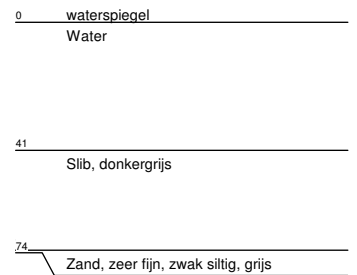 0 waterspiegel
Water
41
Slib, donkergrijs
74
Zand, zeer fijn, zwak siltig, grijs